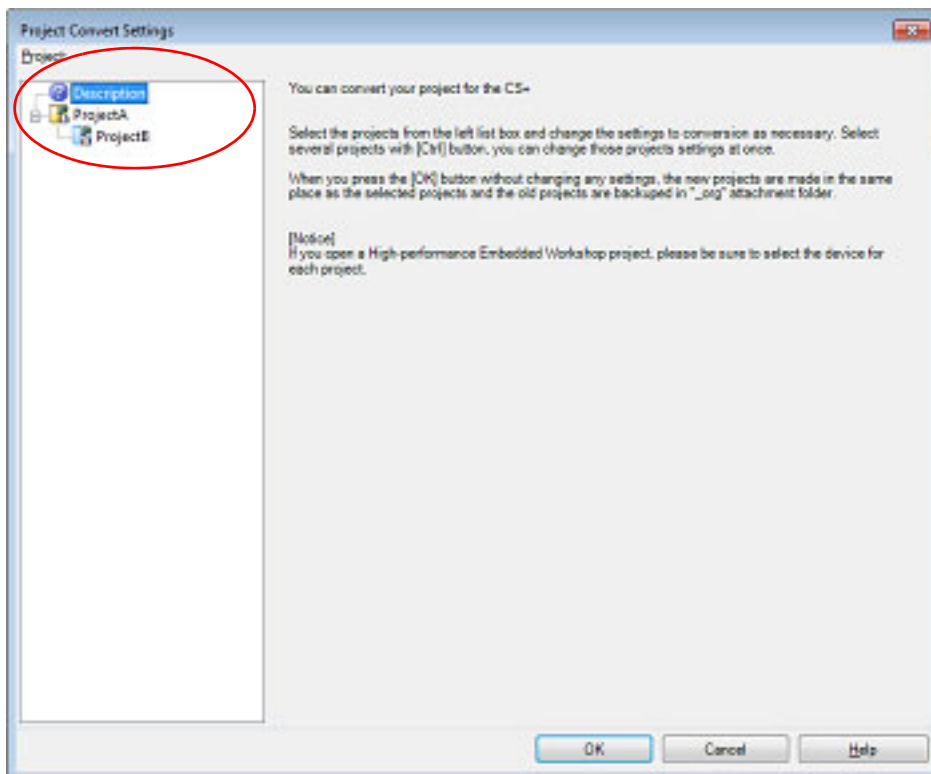 Project Convert Settings
Project:
Description
ProjectA
ProjectB
You can convert your project for the CS+
Select the projects from the left list box and change the settings to conversion as necessary. Select
several projects with [Ctrl] button, you can change those projects settings at once.
When you press the [OK] button without changing any settings, the new projects are made in the same
place as the selected projects and the old projects are backuped in "_org" attachment folder.
[Notice]
If you open a High-performance Embedded Workshop project, please be sure to select the device for
each project.
OK
Cancel
Help